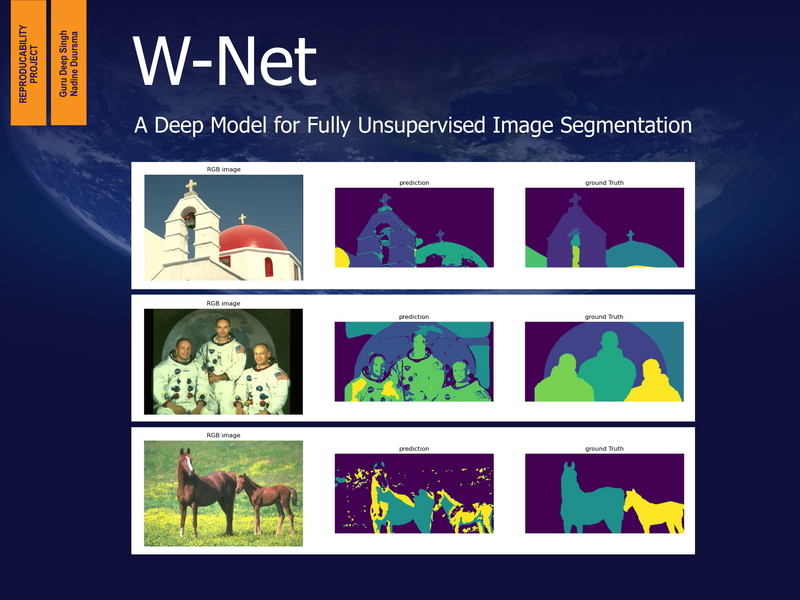 REPRODUCABILITY
PROJECT
Guru Deep Singh
Nadine Duursma
W-Net
A Deep Model for Fully Unsupervised Image Segmentation
RGB image
prediction
ground Truth
RGB image
prediction
ground Truth
RGB image
prediction
ground Truth